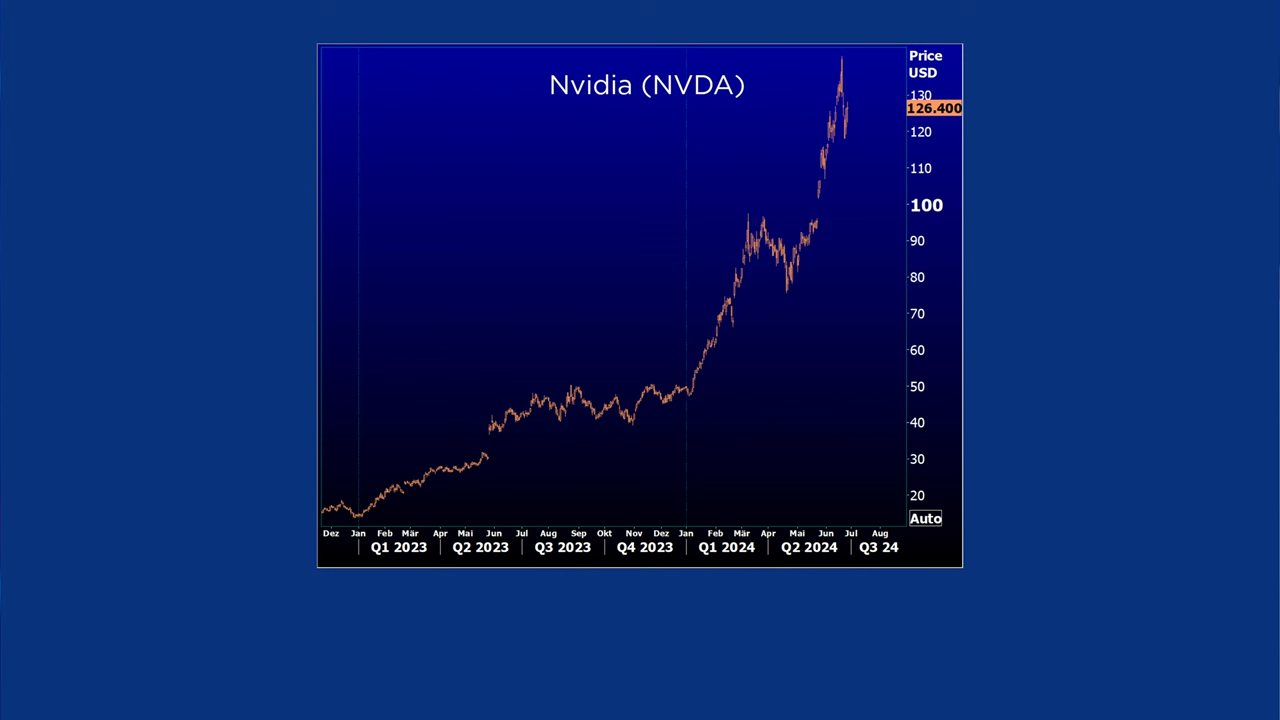 Nvidia (NVDA)
Price
USD
130
126.400
120
110
100
90
80
70
60
50
40
30
20
Auto
Dez Jan Feb Mär Apr Mai Jun Jul Aug Sep Okt Nov Dez Jan Feb Mär Apr Mai Jun Jul Aug
Q1 2023 Q2 2023 Q3 2023 Q4 2023 Q1 2024 Q2 2024 Q3 24